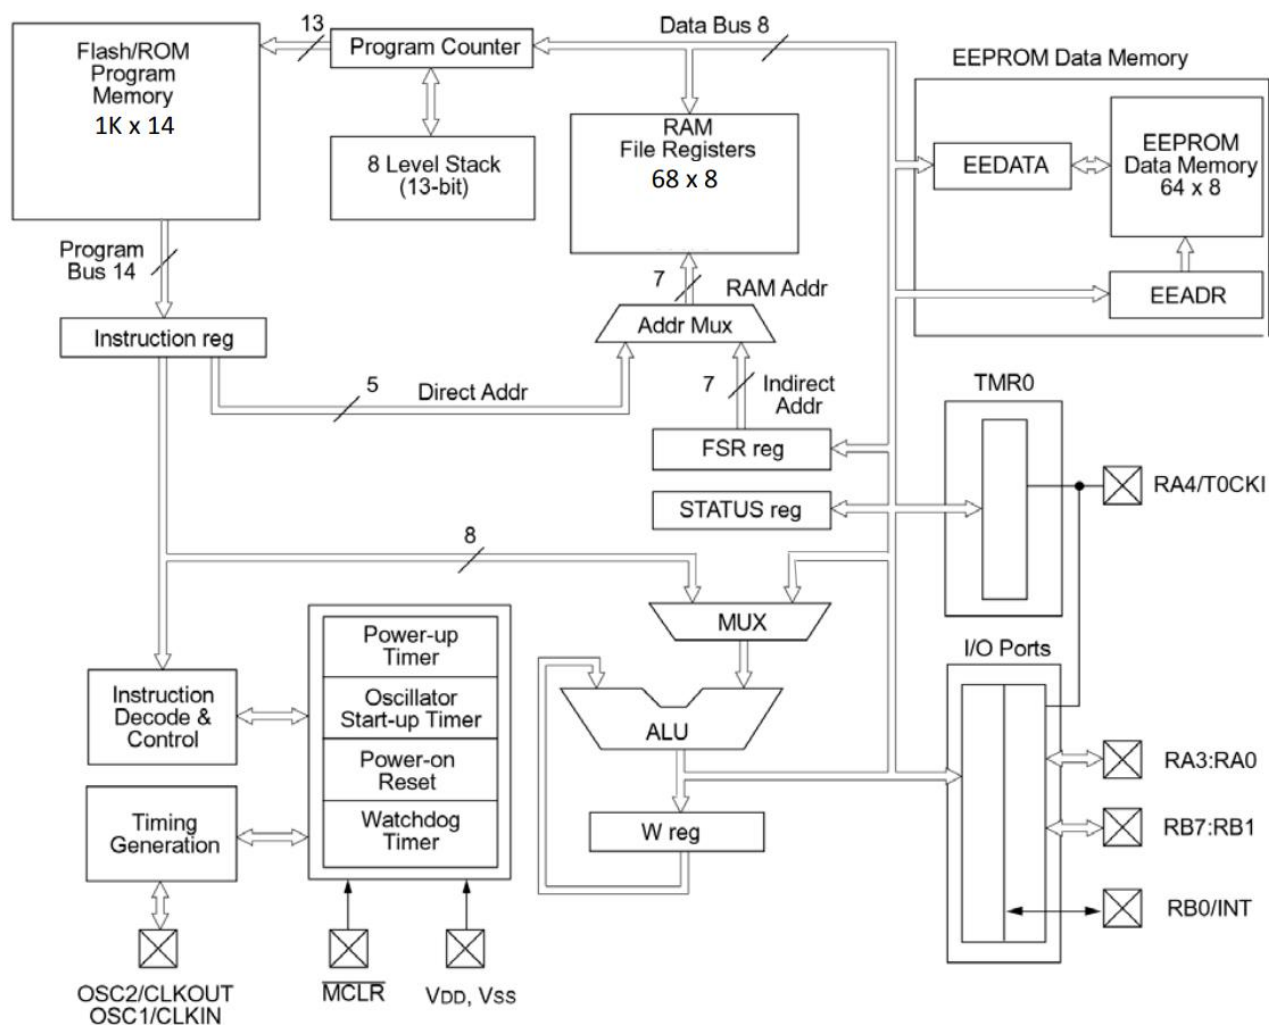 Flash/ROM
Program
Memory
1K x 14
13
Program Counter
Data Bus 8
8 Level Stack
(13-bit)
RAM
File Registers
68 x 8
EEPROM Data Memory
EEDATA
EEPROM
Data Memory
64 x 8
EEADR
Program
Bus 14
Instruction reg
7
RAM Addr
Addr Mux
5
Direct Addr
7
Indirect
Addr
FSR reg
STATUS reg
TMR0
RA4/T0CKI
8
MUX
ALU
W reg
Power-up
Timer
Oscillator
Start-up Timer
Power-on
Reset
Watchdog
Timer
Instruction
Decode &
Control
Timing
Generation
I/O Ports
RA3:RA0
RB7:RB1
RB0/INT
OSC2/CLKOUT
OSC1/CLKIN
MCLR
VDD, VSS